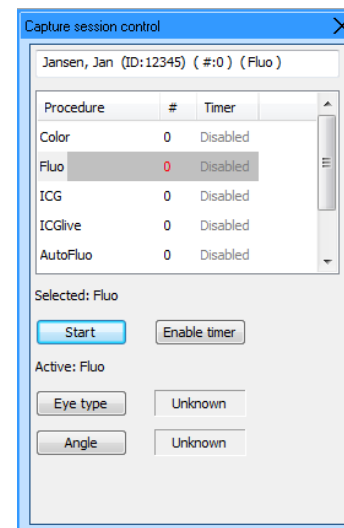 Capture session control
Jansen, Jan (ID:12345) ( #:0 ) (Fluo )
Procedure # Timer
Color 0 Disabled
Fluo 0 Disabled
ICG 0 Disabled
ICGlive 0 Disabled
AutoFluo 0 Disabled
Selected: Fluo
Start Enable timer
Active: Fluo
Eye type Unknown
Angle Unknown